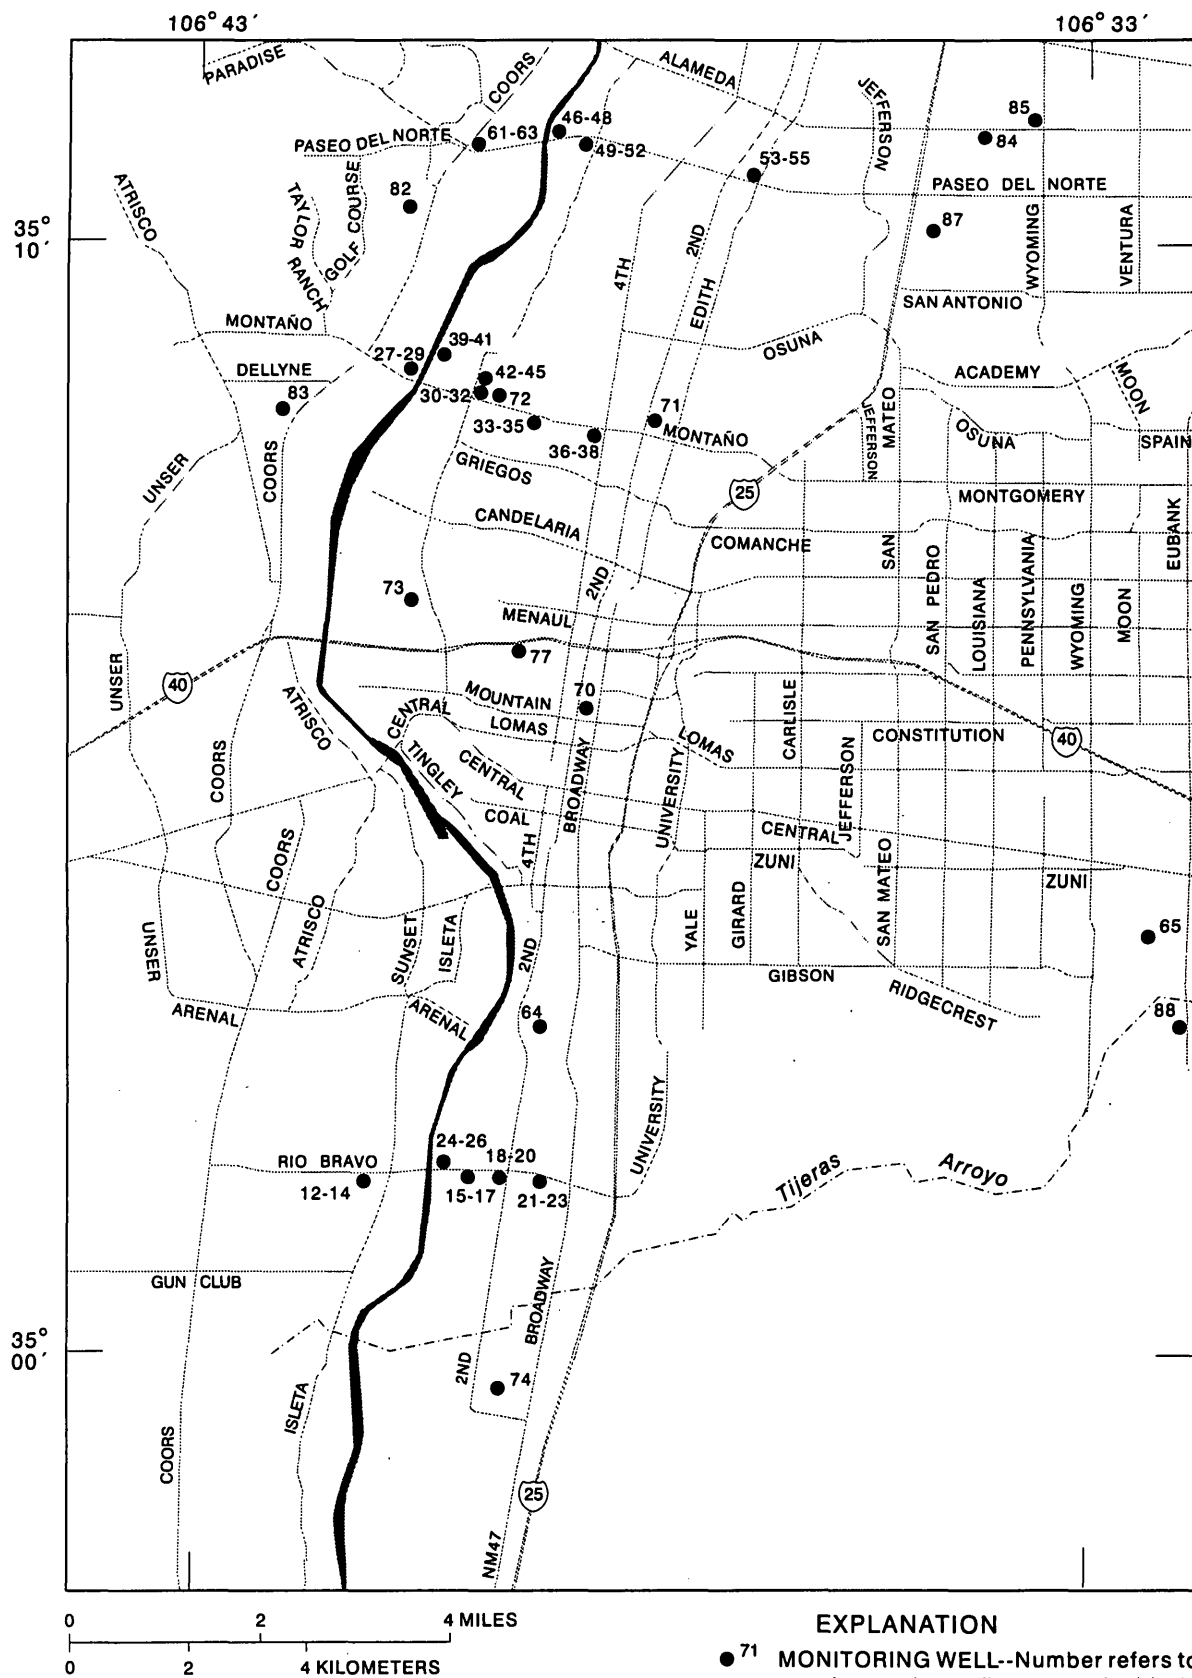 106° 43′
106° 33′
PARADISE
COORS
ALAMEDA
JEFFERSON
85
84
46-48
61-63
PASEO DEL NORTE
49-52
53-55
PASEO DEL NORTE
ATRISCO
82
TAYLOR RANCH
GOLF COURSE
87
WYOMING
VENTURA
35°
10′
4TH
2ND
EDITH
SAN ANTONIO
MONTAÑO
39-41
27-29
OSUNA
DELLYNE
42-45
ACADEMY
MOON
83
30-32
72
71
33-35
MONTAÑO
36-38
JEFFERSON
SAN MATEO
OSUNA
SPAIN
UNSER
COORS
GRIEGOS
25
MONTGOMERY
CANDELARIA
COMANCHE
EUBANK
73
2ND
MENAUL
SAN PEDRO
LOUISIANA
PENNSYLVANIA
WYOMING
MOON
77
UNSER
40
ATRISCO
CENTRAL
MOUNTAIN
70
LOMAS
LOMAS
CARLISLE
CONSTITUTION
40
COORS
TINGLEY
CENTRAL
BROADWAY
UNIVERSITY
JEFFERSON
COAL
4TH
CENTRAL
ZUNI
ZUNI
COORS
ATRISCO
SUNSET
ISLETA
YALE
GIRARD
SAN MATEO
65
UNSER
2ND
GIBSON
RIDGECREST
ARENAL
ARENAL
64
88
UNIVERSITY
24-26
18-20
RIO BRAVO
12-14
15-17
21-23
Tijeras
Arroyo
GUN CLUB
BROADWAY
35°
00′
2ND
74
ISLETA
COORS
25
NM47
0 2 4 MILES
0 2 4 KILOMETERS
EXPLANATION
71 MONITORING WELL--Number refers to